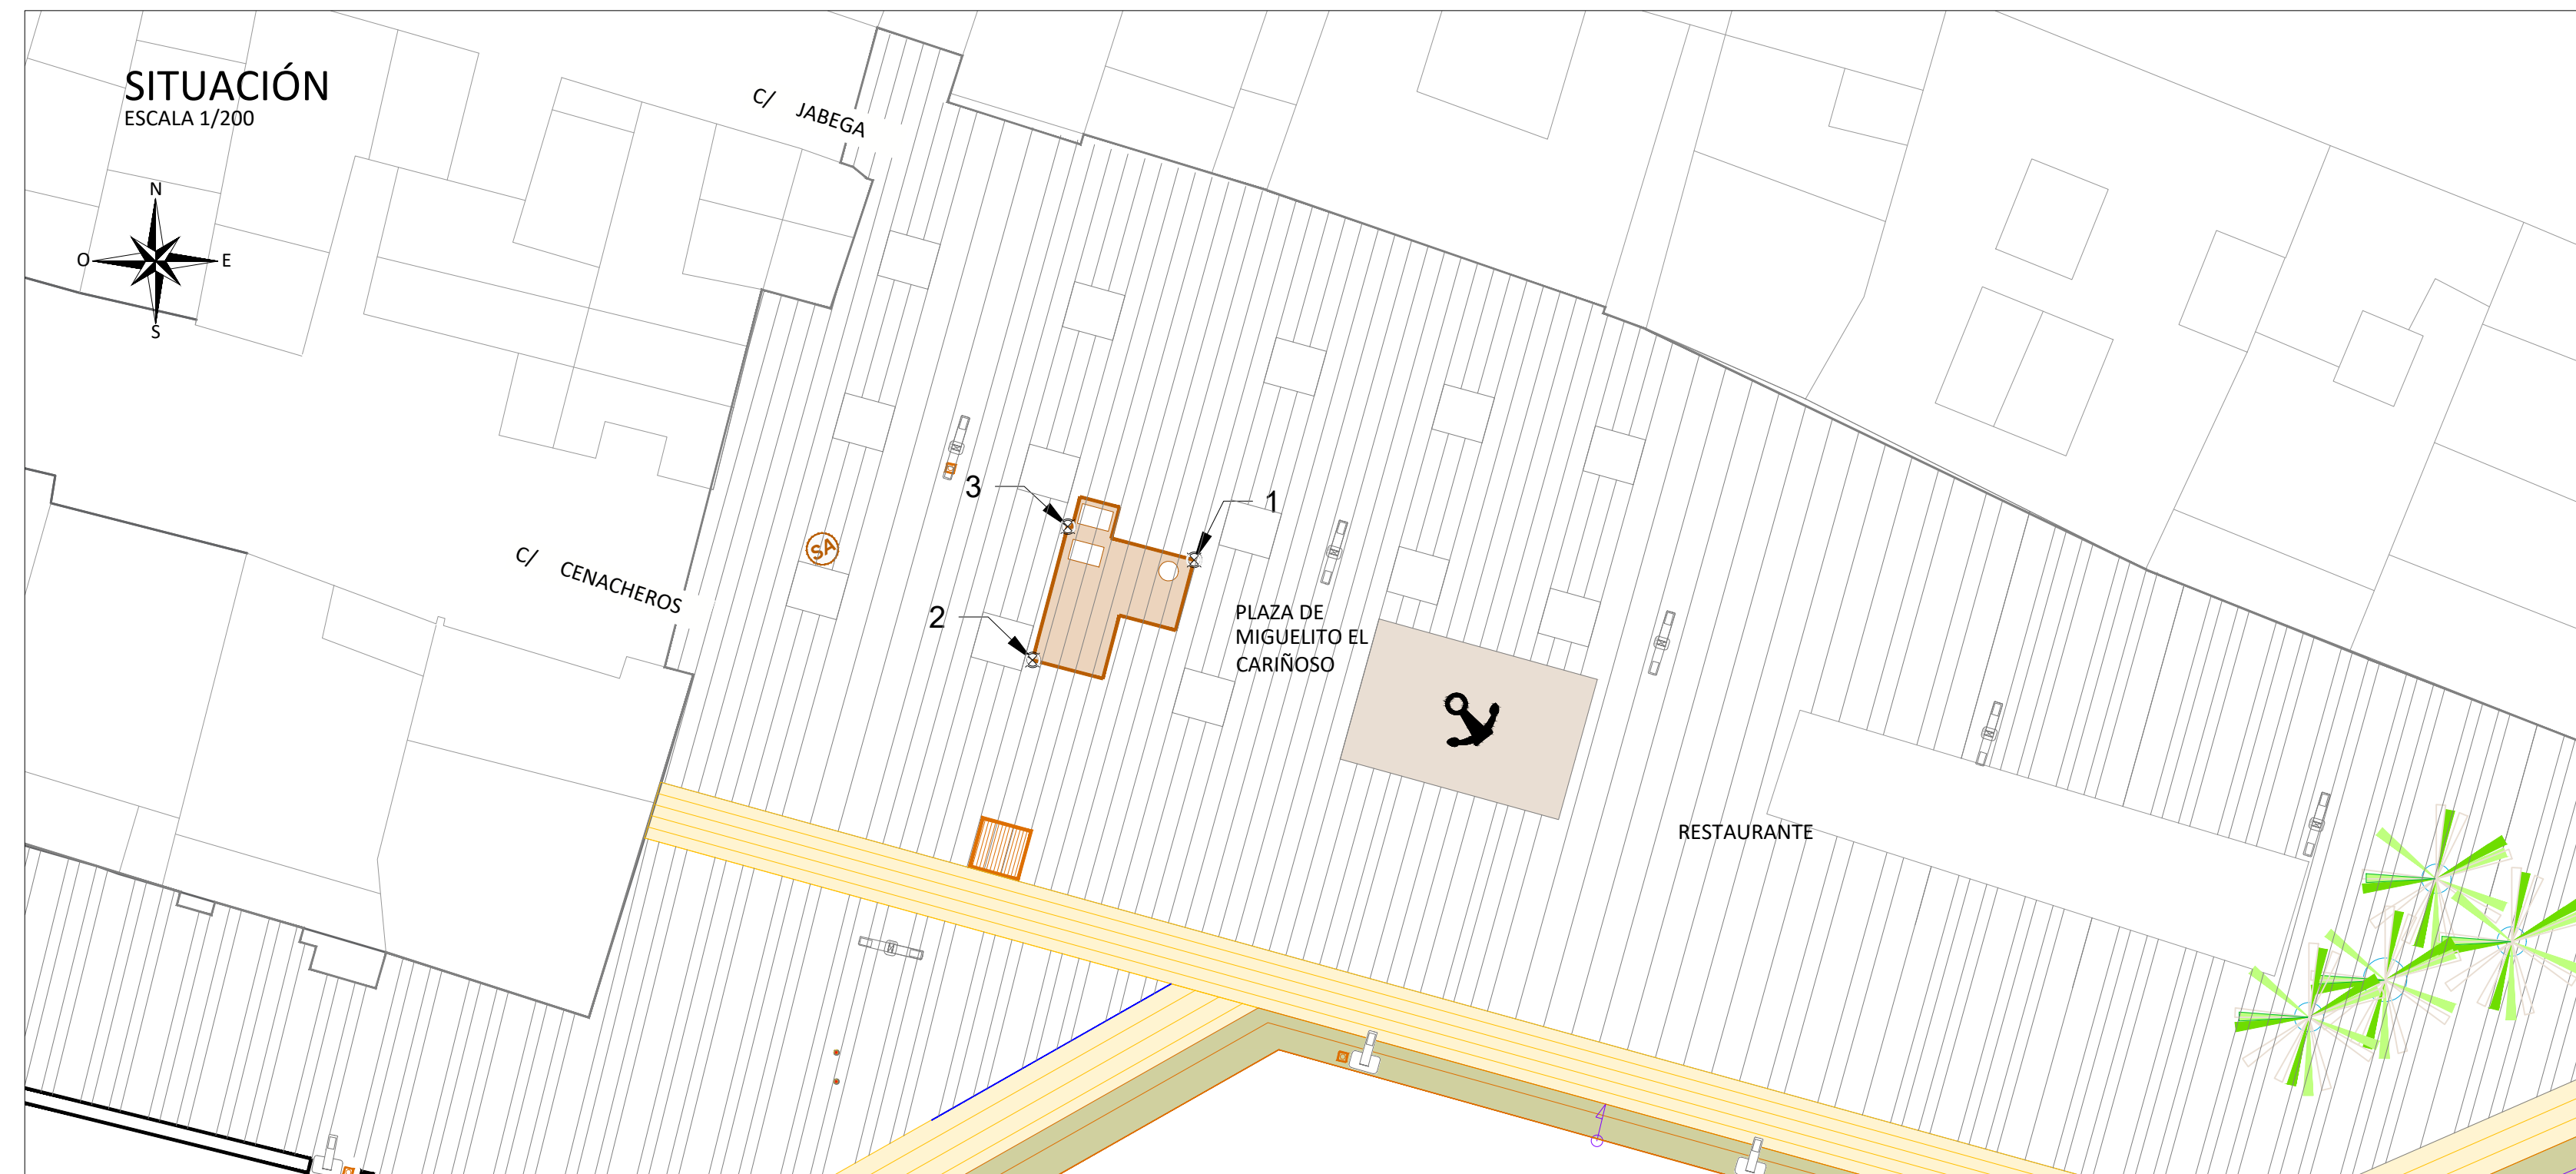 SITUACIÓN
ESCALA 1/200
C/ JABEGA
N
O
E
S
3
1
SA
C/ CENACHEROS
2
PLAZA DE
MIGUELITO EL
CARIÑOSO
RESTAURANTE